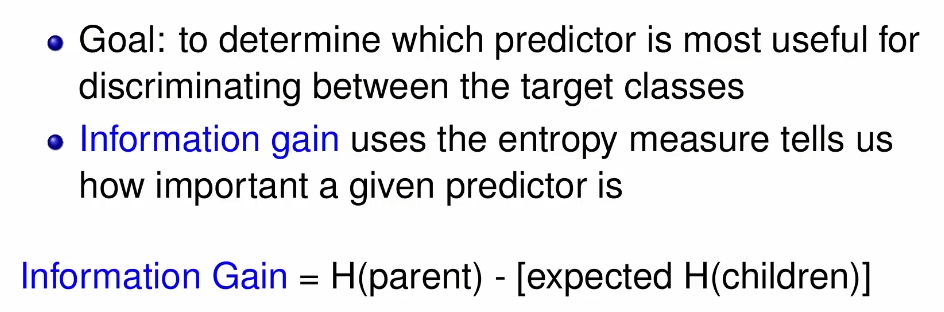 Goal: to determine which predictor is most useful for
discriminating between the target classes
Information gain uses the entropy measure tells us
how important a given predictor is
Information Gain = H(parent) - [expected H(children)]